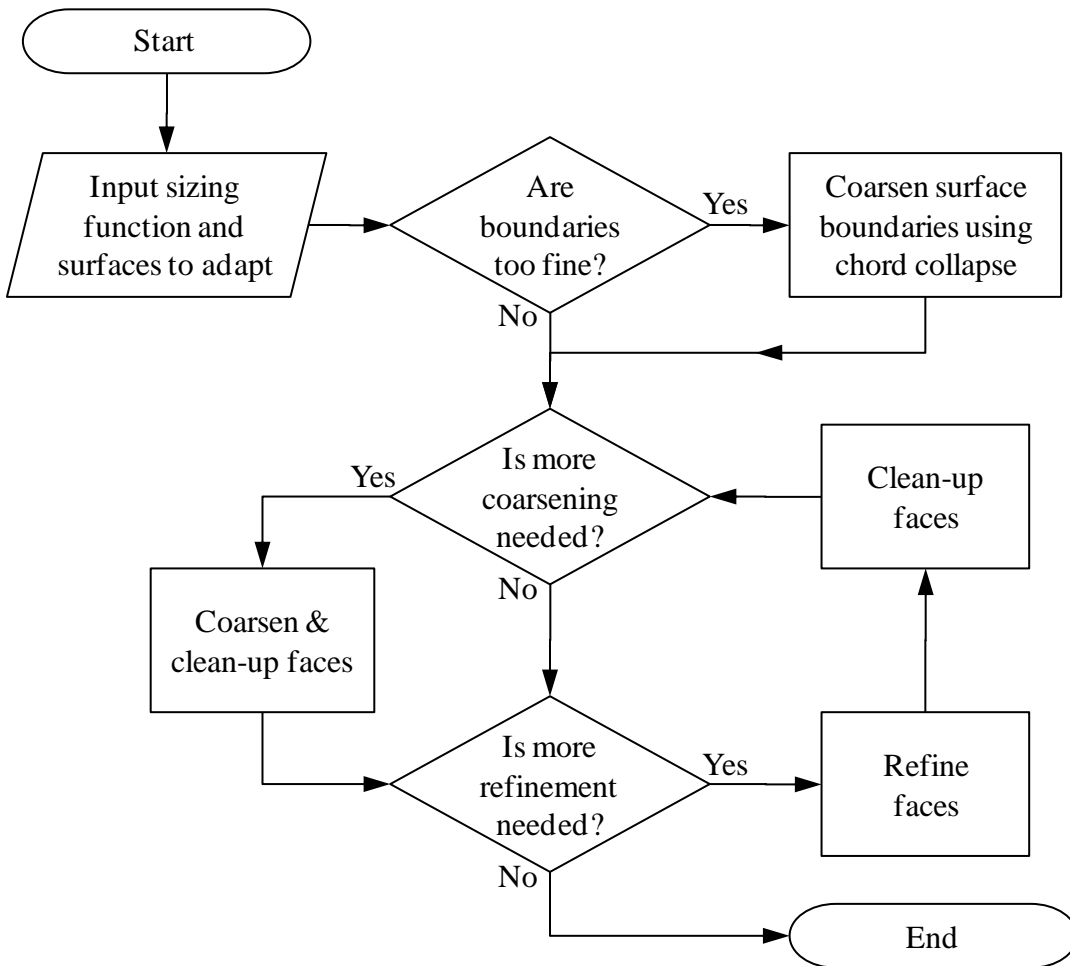 Start
Input sizing
function and
surfaces to adapt
Are
boundaries
too fine?
Yes
Coarsen surface
boundaries using
chord collapse
No
Is more
coarsening
needed?
Yes
Clean-up
faces
No
Coarsen &
clean-up faces
Is more
refinement
needed?
Yes
Refine
faces
No
End